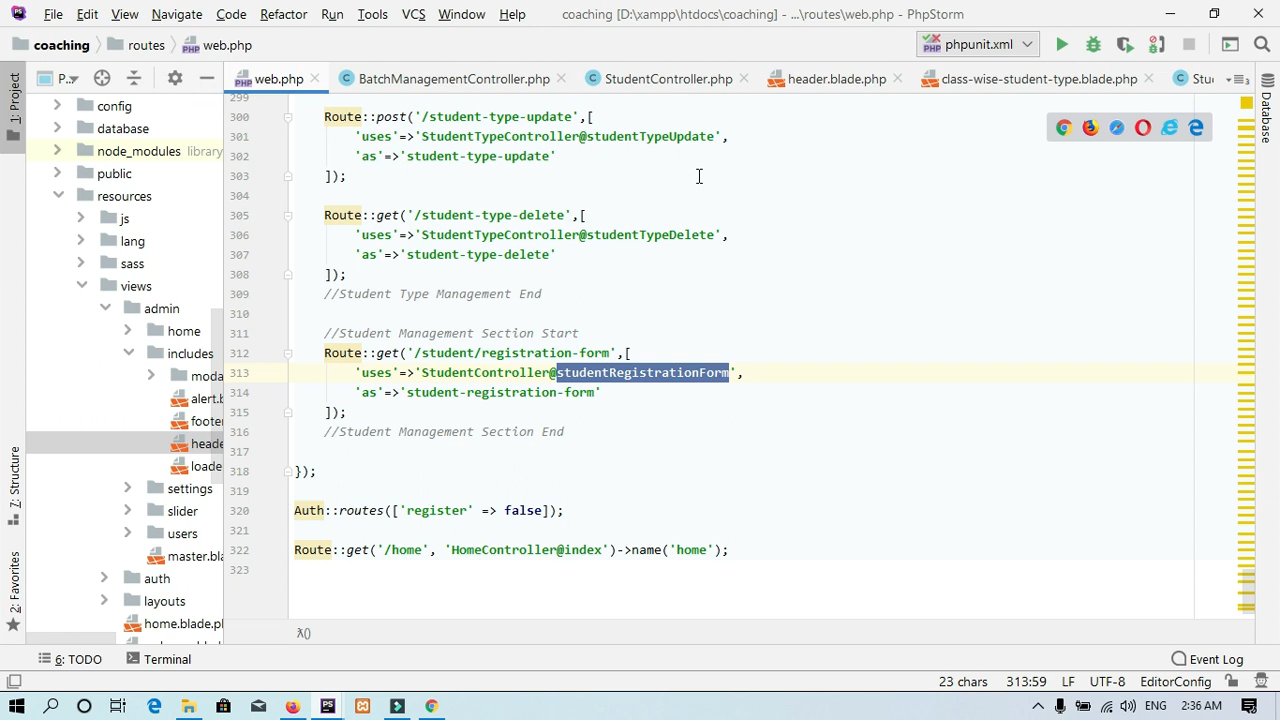 File Edit View Navigate Code Refactor Run Tools VCS Window Help coaching [D:\xampp\htdocs\coaching] - ...\routes\web.php - PhpStorm
coaching routes web.php phpunit.xml
P... web.php BatchManagementController.php StudentController.php header.blade.php class-wise-student-type.blade.php Stu
1: Project
Database
7: Structure
2: Favorites
config
database
node_modules library
public
resources
js
lang
sass
views
admin
home
includes
moda
alert.b
footer
heade
loade
settings
slider
users
master.bla
auth
layouts
home.blade.p
299
300 Route::post('/student-type-update',[
301 'uses'=>'StudentTypeController@studentTypeUpdate',
302 'as'=>'student-type-update'
303 ]);
304
305 Route::get('/student-type-delete',[
306 'uses'=>'StudentTypeController@studentTypeDelete',
307 'as'=>'student-type-delete'
308 ]);
309 //Student Type Management End
310
311 //Student Management Section Start
312 Route::get('/student/registration-form',[
313 'uses'=>'StudentController@studentRegistrationForm',
314 'as'=>'student-registration-form'
315 ]);
316 //Student Management Section End
317
318 });
319
320 Auth::routes(['register' => false]);
321
322 Route::get('/home', 'HomeController@index')->name('home');
323
λ()
6: TODO Terminal Event Log
23 chars 313:59 LF UTF-8 EditorConfig
ENG 2:36 AM